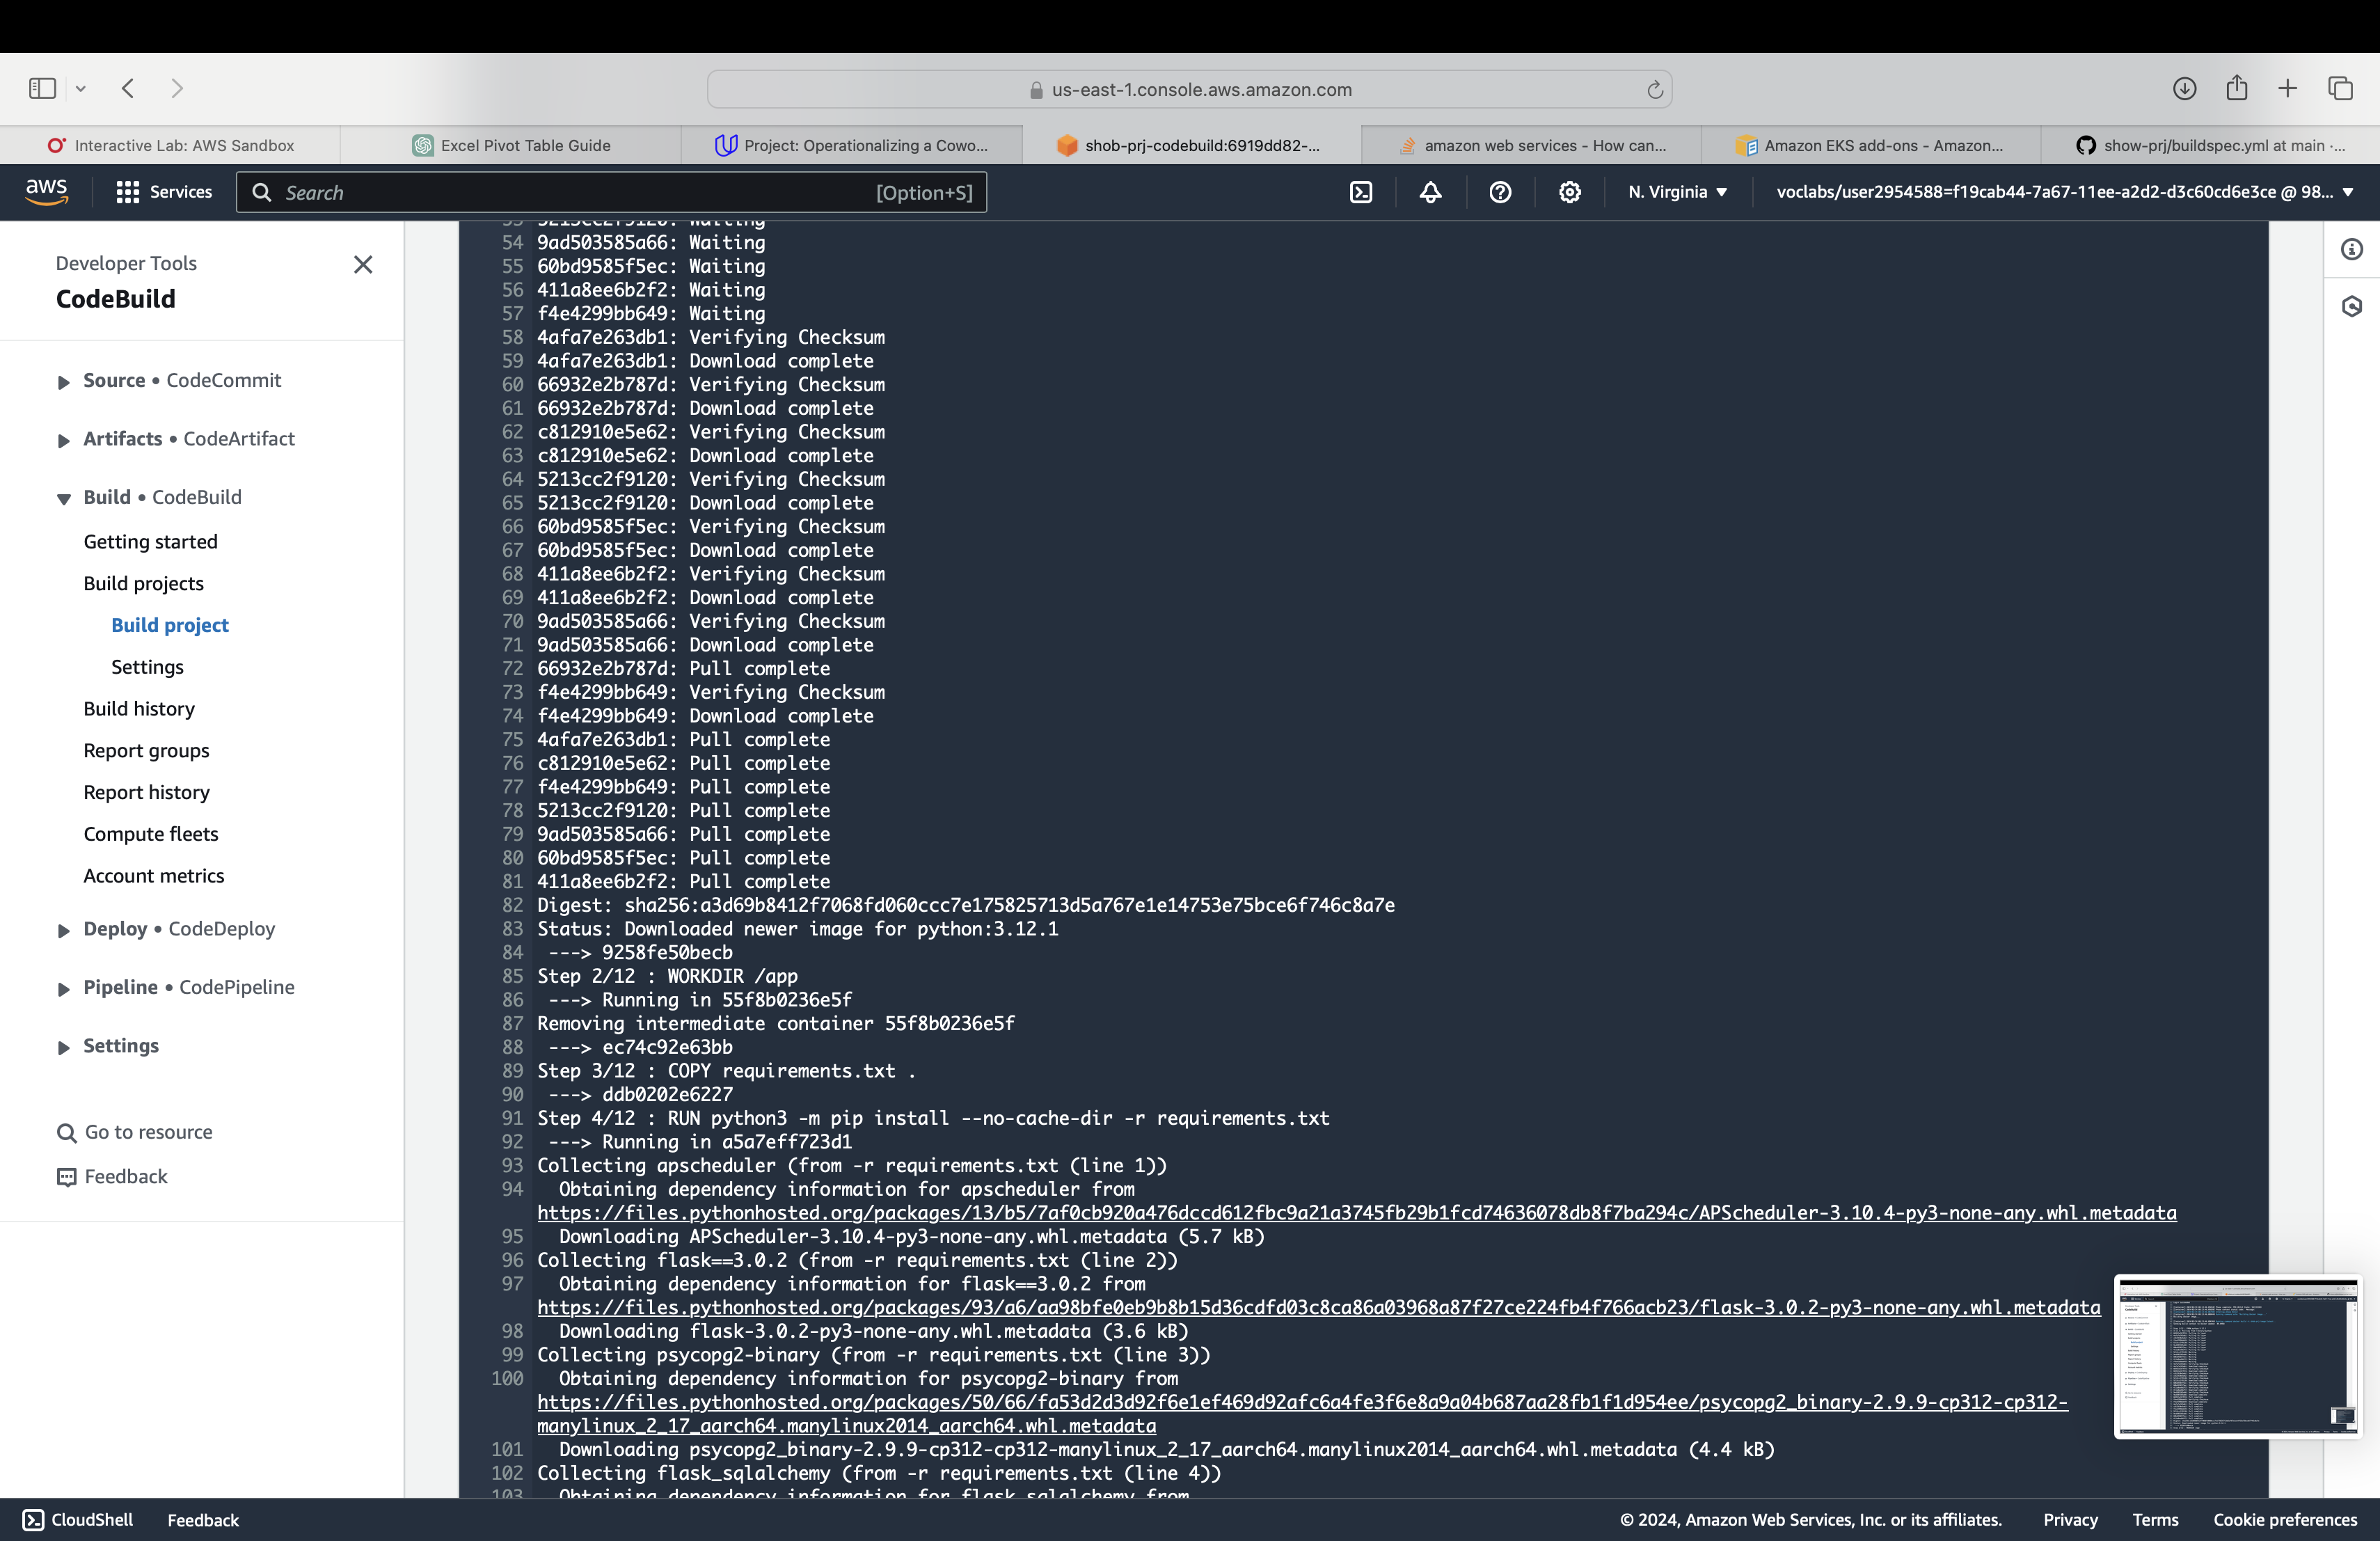 us-east-1.console.aws.amazon.com
Interactive Lab: AWS Sandbox
Excel Pivot Table Guide
Project: Operationalizing a Cowo...
shob-prj-codebuild:6919dd82-...
amazon web services - How can...
Amazon EKS add-ons - Amazon...
show-prj/buildspec.yml at main ·...
aws
Services
Search
[Option+S]
N. Virginia
voclabs/user2954588=f19cab44-7a67-11ee-a2d2-d3c60cd6e3ce @ 98...
Developer Tools
CodeBuild
Source • CodeCommit
Artifacts • CodeArtifact
Build • CodeBuild
Getting started
Build projects
Build project
Settings
Build history
Report groups
Report history
Compute fleets
Account metrics
Deploy • CodeDeploy
Pipeline • CodePipeline
Settings
Go to resource
Feedback
53 5213cc2f9120: Waiting
54 9ad503585a66: Waiting
55 60bd9585f5ec: Waiting
56 411a8ee6b2f2: Waiting
57 f4e4299bb649: Waiting
58 4afa7e263db1: Verifying Checksum
59 4afa7e263db1: Download complete
60 66932e2b787d: Verifying Checksum
61 66932e2b787d: Download complete
62 c812910e5e62: Verifying Checksum
63 c812910e5e62: Download complete
64 5213cc2f9120: Verifying Checksum
65 5213cc2f9120: Download complete
66 60bd9585f5ec: Verifying Checksum
67 60bd9585f5ec: Download complete
68 411a8ee6b2f2: Verifying Checksum
69 411a8ee6b2f2: Download complete
70 9ad503585a66: Verifying Checksum
71 9ad503585a66: Download complete
72 66932e2b787d: Pull complete
73 f4e4299bb649: Verifying Checksum
74 f4e4299bb649: Download complete
75 4afa7e263db1: Pull complete
76 c812910e5e62: Pull complete
77 f4e4299bb649: Pull complete
78 5213cc2f9120: Pull complete
79 9ad503585a66: Pull complete
80 60bd9585f5ec: Pull complete
81 411a8ee6b2f2: Pull complete
82 Digest: sha256:a3d69b8412f7068fd060ccc7e175825713d5a767e1e14753e75bce6f746c8a7e
83 Status: Downloaded newer image for python:3.12.1
84 ---> 9258fe50becb
85 Step 2/12 : WORKDIR /app
86 ---> Running in 55f8b0236e5f
87 Removing intermediate container 55f8b0236e5f
88 ---> ec74c92e63bb
89 Step 3/12 : COPY requirements.txt .
90 ---> ddb0202e6227
91 Step 4/12 : RUN python3 -m pip install --no-cache-dir -r requirements.txt
92 ---> Running in a5a7eff723d1
93 Collecting apscheduler (from -r requirements.txt (line 1))
94 Obtaining dependency information for apscheduler from
https://files.pythonhosted.org/packages/13/b5/7af0cb920a476dccd612fbc9a21a3745fb29b1fcd74636078db8f7ba294c/APScheduler-3.10.4-py3-none-any.whl.metadata
95 Downloading APScheduler-3.10.4-py3-none-any.whl.metadata (5.7 kB)
96 Collecting flask==3.0.2 (from -r requirements.txt (line 2))
97 Obtaining dependency information for flask==3.0.2 from
https://files.pythonhosted.org/packages/93/a6/aa98bfe0eb9b8b15d36cdfd03c8ca86a03968a87f27ce224fb4f766acb23/flask-3.0.2-py3-none-any.whl.metadata
98 Downloading flask-3.0.2-py3-none-any.whl.metadata (3.6 kB)
99 Collecting psycopg2-binary (from -r requirements.txt (line 3))
100 Obtaining dependency information for psycopg2-binary from
https://files.pythonhosted.org/packages/50/66/fa53d2d3d92f6e1ef469d92afc6a4fe3f6e8a9a04b687aa28fb1f1d954ee/psycopg2_binary-2.9.9-cp312-cp312-
manylinux_2_17_aarch64.manylinux2014_aarch64.whl.metadata
101 Downloading psycopg2_binary-2.9.9-cp312-cp312-manylinux_2_17_aarch64.manylinux2014_aarch64.whl.metadata (4.4 kB)
102 Collecting flask_sqlalchemy (from -r requirements.txt (line 4))
103 Obtaining dependency information for flask_sqlalchemy from
CloudShell
Feedback
© 2024, Amazon Web Services, Inc. or its affiliates.
Privacy
Terms
Cookie preferences